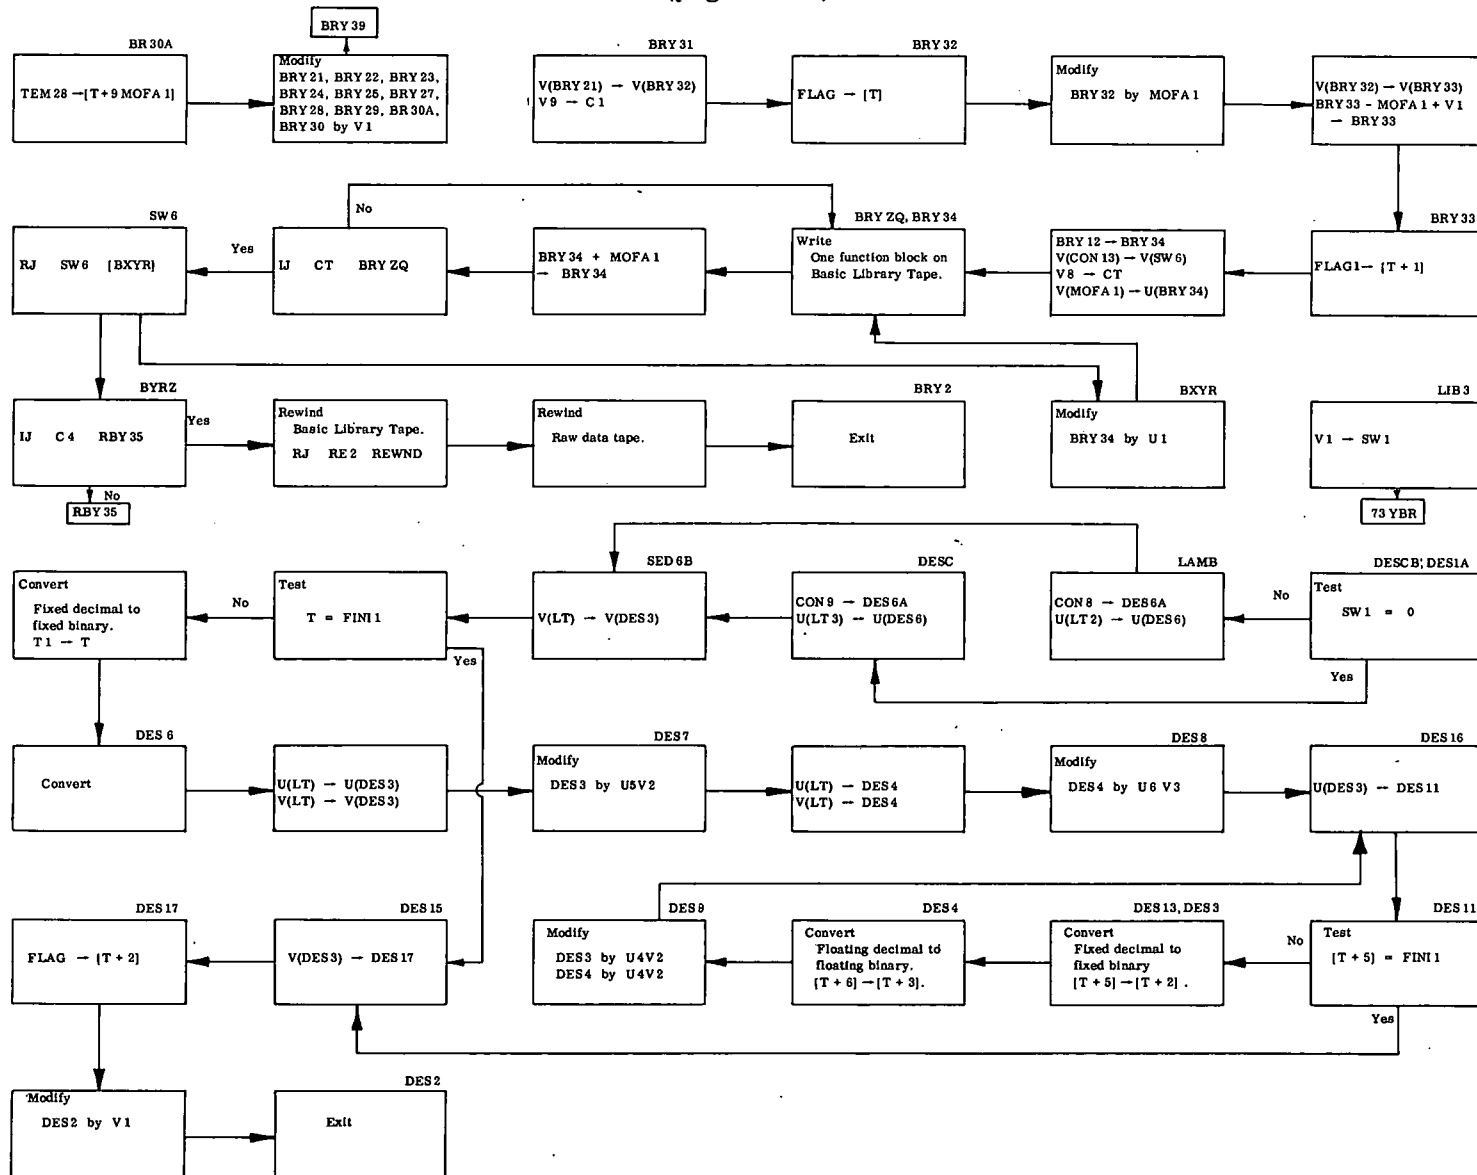 BRY 39
BR 30A
BRY 31
BRY 32
TEM 28 → [T + 9 MOFA 1]
Modify
BRY 21, BRY 22, BRY 23,
BRY 24, BRY 25, BRY 27,
BRY 28, BRY 29, BR 30A,
BRY 30 by V 1
V(BRY 21) → V(BRY 32)
V 9 → C 1
FLAG → [T]
Modify
BRY 32 by MOFA 1
V(BRY 32) → V(BRY 33)
BRY 33 - MOFA 1 + V 1
→ BRY 33
SW 6
No
BRY ZQ, BRY 34
BRY 33
RJ SW 6 [BXYR]
Yes
IJ CT BRY ZQ
BRY 34 + MOFA 1
→ BRY 34
Write
One function block on
Basic Library Tape.
BRY 12 → BRY 34
V(CON 13) → V(SW 6)
V 8 → CT
V(MOFA 1) → U(BRY 34)
FLAG1 → [T + 1]
BYRZ
BRY 2
BXYR
LIB 3
IJ C 4 RBY 35
Yes
Rewind
Basic Library Tape.
RJ RE 2 REWND
Rewind
Raw data tape.
Exit
Modify
BRY 34 by U 1
V 1 → SW 1
No
RBY 35
73 YBR
SED 6B
DESC
LAMB
DESC B, DES 1A
Convert
Fixed decimal to
fixed binary.
T 1 → T
No
Test
T = FINI 1
Yes
V(LT) → V(DES 3)
CON 9 → DES 6A
U(LT 3) → U(DES 6)
CON 8 → DES 6A
U(LT 2) → U(DES 6)
No
Test
SW 1 = 0
Yes
DES 6
DES 7
DES 8
DES 16
Convert
U(LT) → U(DES 3)
V(LT) → V(DES 3)
Modify
DES 3 by U5V2
U(LT) → DES 4
V(LT) → DES 4
Modify
DES 4 by U 6 V 3
U(DES 3) → DES 11
DES 17
DES 15
DES 9
DES 4
DES 13, DES 3
DES 11
FLAG → [T + 2]
V(DES 3) → DES 17
Modify
DES 3 by U 4 V 2
DES 4 by U 4 V 2
Convert
Floating decimal to
floating binary.
[T + 6] → [T + 3].
Convert
Fixed decimal to
fixed binary
[T + 5] → [T + 2] .
No
Test
[T + 5] = FINI 1
Yes
DES 2
Modify
DES 2 by V 1
Exit